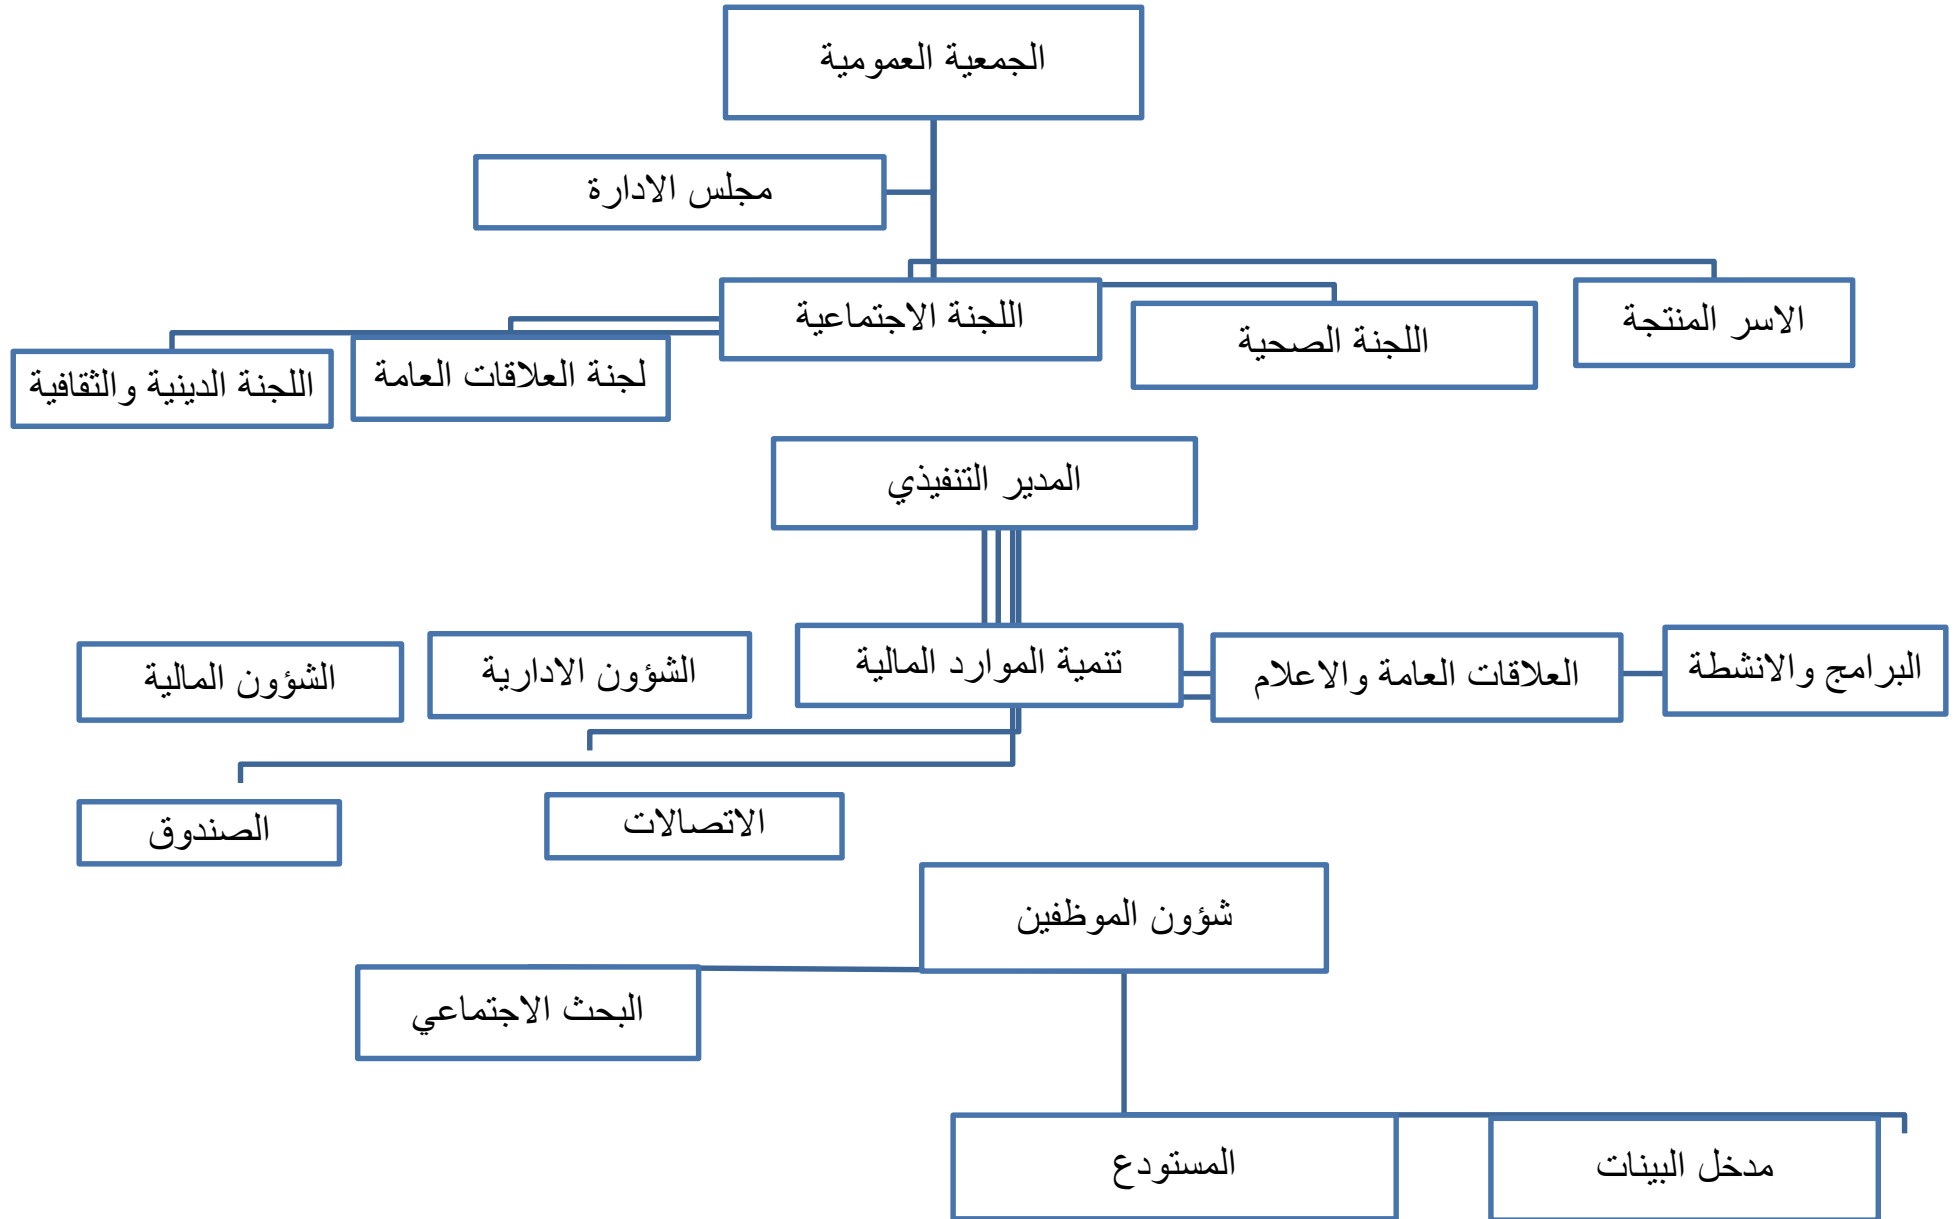 الجمعية العمومية
مجلس الادارة
الاسر المنتجة
اللجنة الصحية
اللجنة الاجتماعية
لجنة العلاقات العامة
اللجنة الدينية والثقافية
المدير التنفيذي
البرامج والانشطة
العلاقات العامة والاعلام
تنمية الموارد المالية
الشؤون الادارية
الشؤون المالية
الاتصالات
الصندوق
شؤون الموظفين
البحث الاجتماعي
مدخل البينات
المستودع